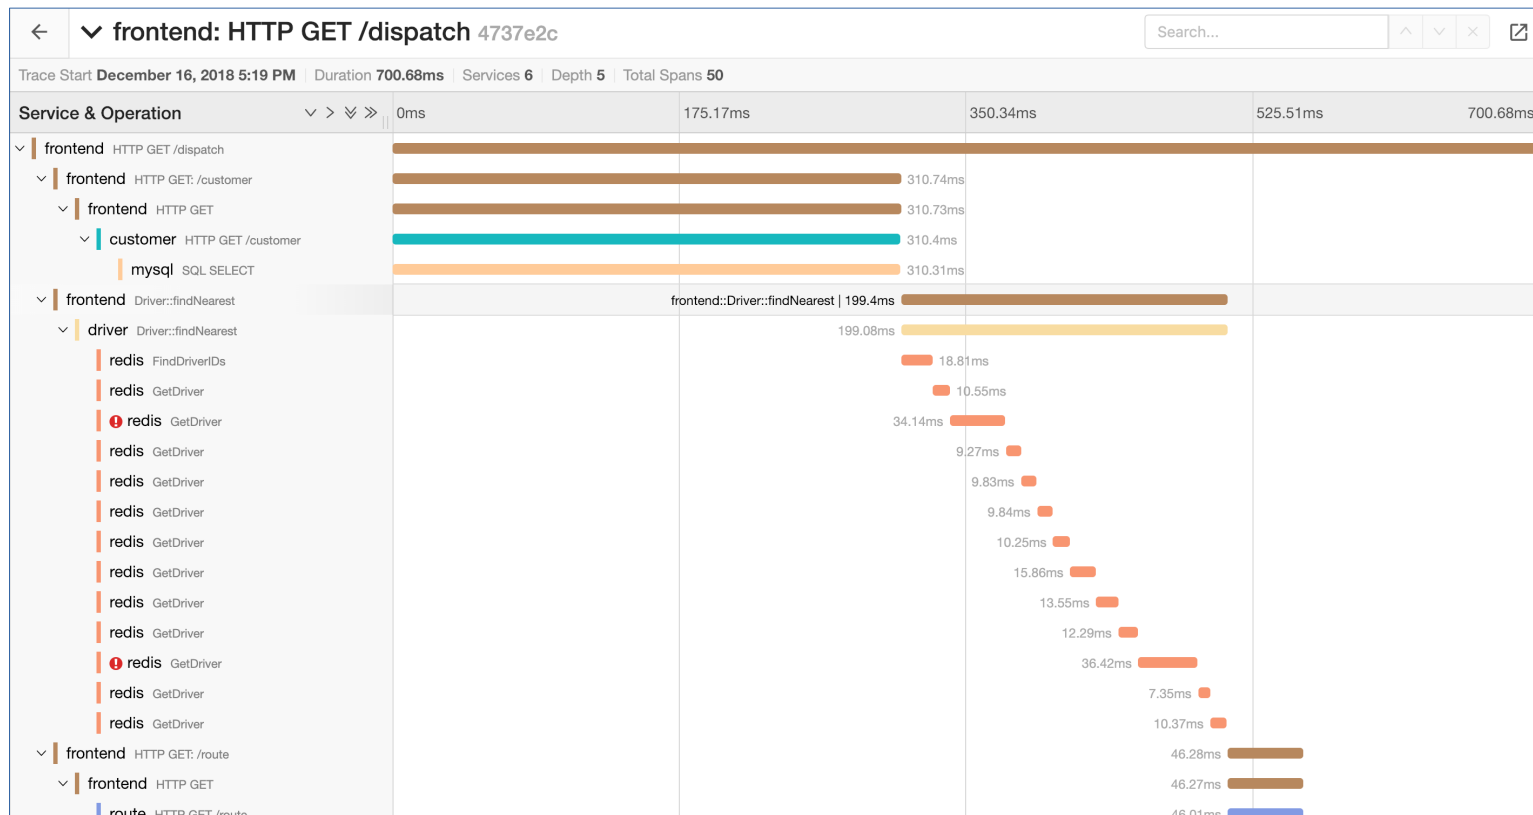 frontend: HTTP GET /dispatch 4737e2c Search...
Trace Start December 16, 2018 5:19 PM Duration 700.68ms Services 6 Depth 5 Total Spans 50
Service & Operation 0ms 175.17ms 350.34ms 525.51ms 700.68ms
frontend HTTP GET /dispatch
frontend HTTP GET: /customer 310.74ms
frontend HTTP GET 310.73ms
customer HTTP GET /customer 310.4ms
mysql SQL SELECT 310.31ms
frontend Driver::findNearest frontend::Driver::findNearest | 199.4ms
driver Driver::findNearest 199.08ms
redis FindDriverIDs 18.81ms
redis GetDriver 10.55ms
redis GetDriver 34.14ms
redis GetDriver 9.27ms
redis GetDriver 9.83ms
redis GetDriver 9.84ms
redis GetDriver 10.25ms
redis GetDriver 15.86ms
redis GetDriver 13.55ms
redis GetDriver 12.29ms
redis GetDriver 36.42ms
redis GetDriver 7.35ms
redis GetDriver 10.37ms
frontend HTTP GET: /route 46.28ms
frontend HTTP GET 46.27ms
route HTTP GET /route 46.01ms